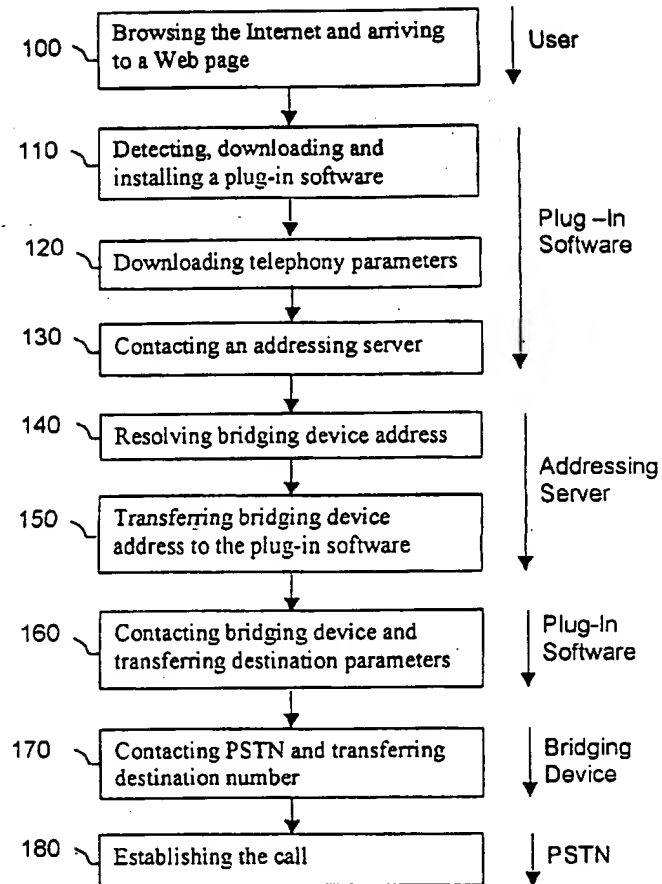 100
Browsing the Internet and arriving
to a Web page
User
110
Detecting, downloading and
installing a plug-in software
Plug-In
Software
120
Downloading telephony parameters
130
Contacting an addressing server
140
Resolving bridging device address
Addressing
Server
150
Transferring bridging device
address to the plug-in software
160
Contacting bridging device and
transferring destination parameters
Plug-In
Software
170
Contacting PSTN and transferring
destination number
Bridging
Device
180
Establishing the call
PSTN